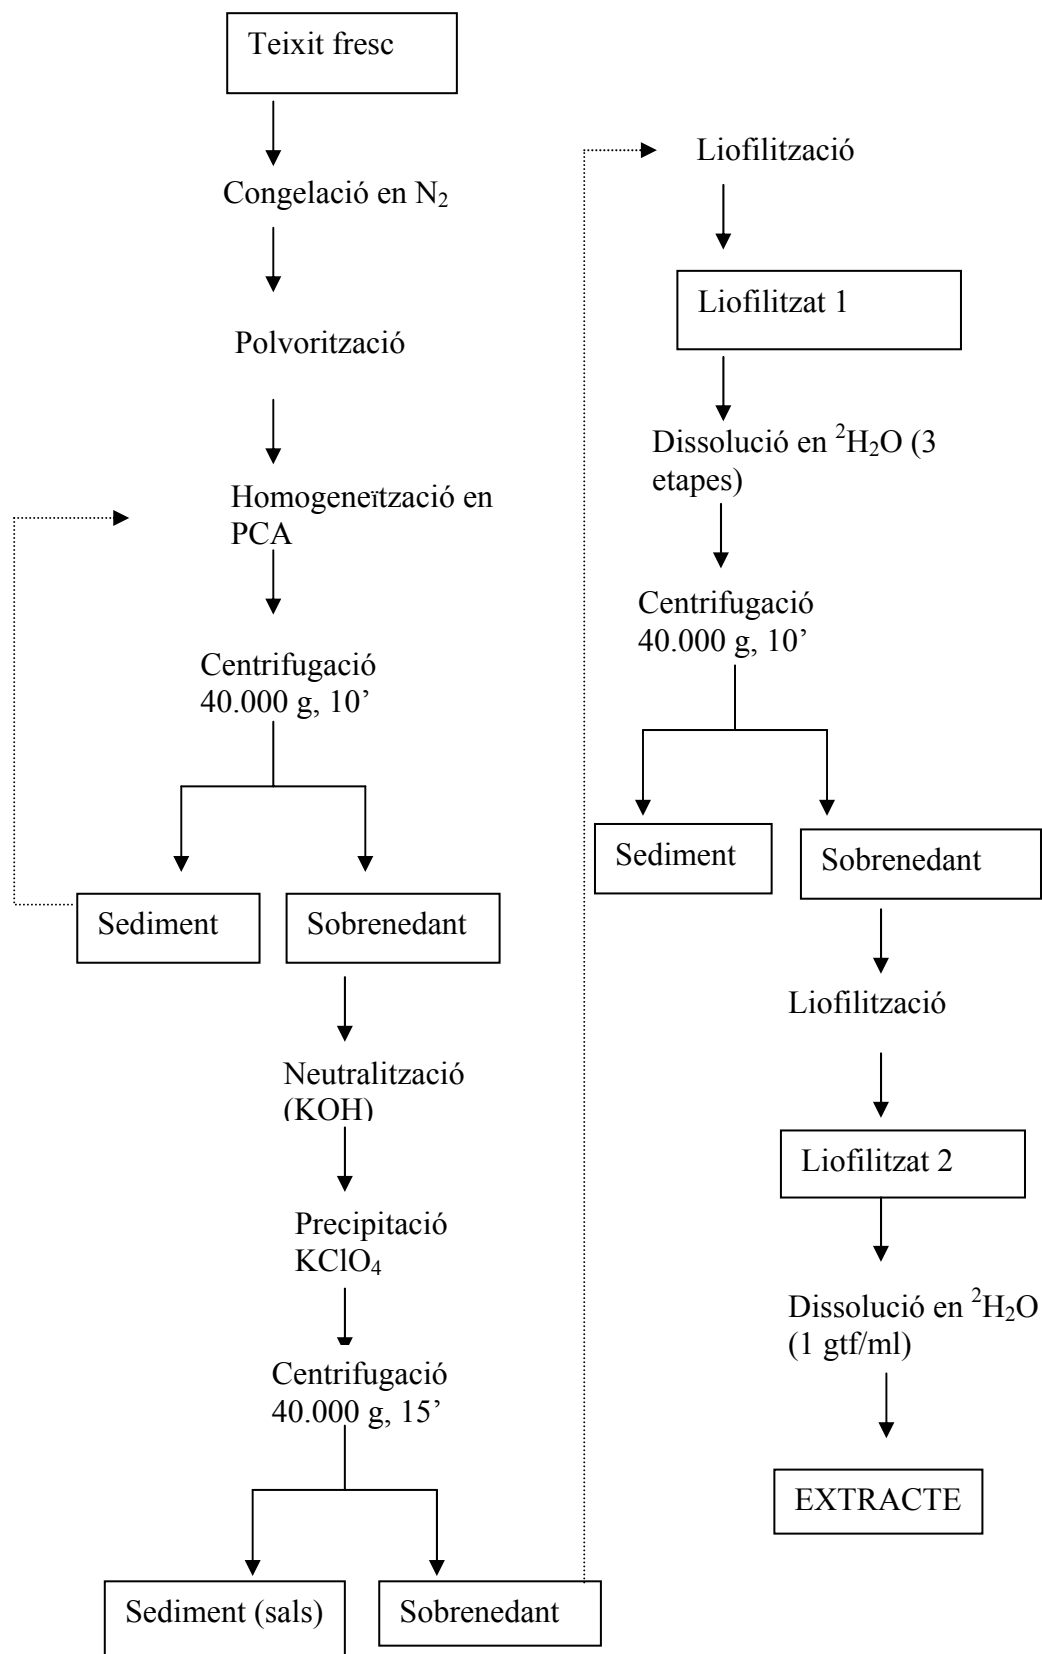 Teixit fresc
Congelació en N₂
Polvorització
Homogeneïtzació en
PCA
Centrifugació
40.000 g, 10’
Sediment
Sobrenedant
Neutralització
(KOH)
Precipitació
KClO₄
Centrifugació
40.000 g, 15’
Sediment (sals)
Sobrenedant
Liofilització
Liofilitzat 1
Dissolució en ²H₂O (3
etapes)
Centrifugació
40.000 g, 10’
Sediment
Sobrenedant
Liofilització
Liofilitzat 2
Dissolució en ²H₂O
(1 gtf/ml)
EXTRACTE